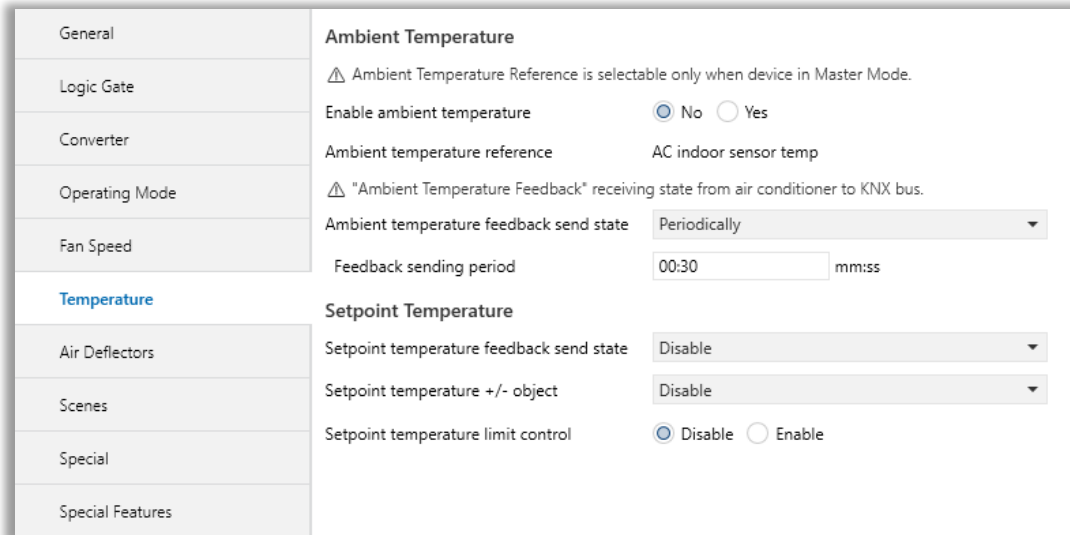 General
Logic Gate
Converter
Operating Mode
Fan Speed
Temperature
Air Deflectors
Scenes
Special
Special Features
Ambient Temperature
⚠ Ambient Temperature Reference is selectable only when device in Master Mode.
Enable ambient temperature No Yes
Ambient temperature reference AC indoor sensor temp
⚠ "Ambient Temperature Feedback" receiving state from air conditioner to KNX bus.
Ambient temperature feedback send state Periodically
Feedback sending period 00:30 mm:ss
Setpoint Temperature
Setpoint temperature feedback send state Disable
Setpoint temperature +/- object Disable
Setpoint temperature limit control Disable Enable